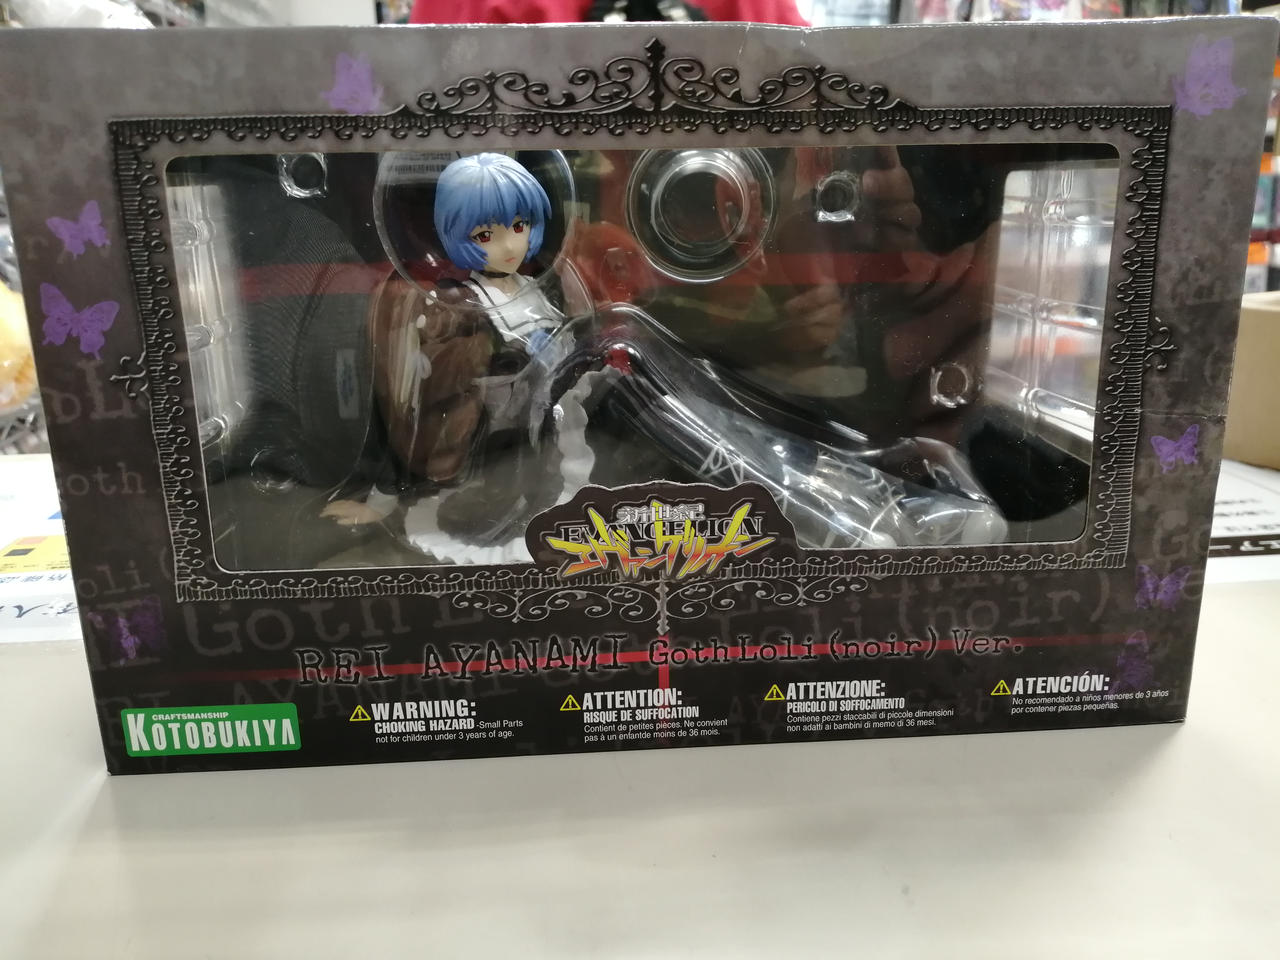 新世紀
EVANGELION
エヴァンゲリオン
Goth Loli (noir)
REI AYANAMI GothLoli (noir) Ver.
CRAFTSMANSHIP
KOTOBUKIYA
WARNING:
CHOKING HAZARD -Small Parts
not for children under 3 years of age.
ATTENTION:
RISQUE DE SUFFOCATION
Contient de petites pièces. Ne convient
pas à un enfantde moins de 36 mois.
ATTENZIONE:
PERICOLO DI SOFFOCAMENTO
Contiene pezzi staccabili di piccole dimensioni
non adatti ai bambini di memo di 36 mesi.
ATENCIÓN:
No recomendado a niños menores de 3 años
por contener piezas pequeñas.